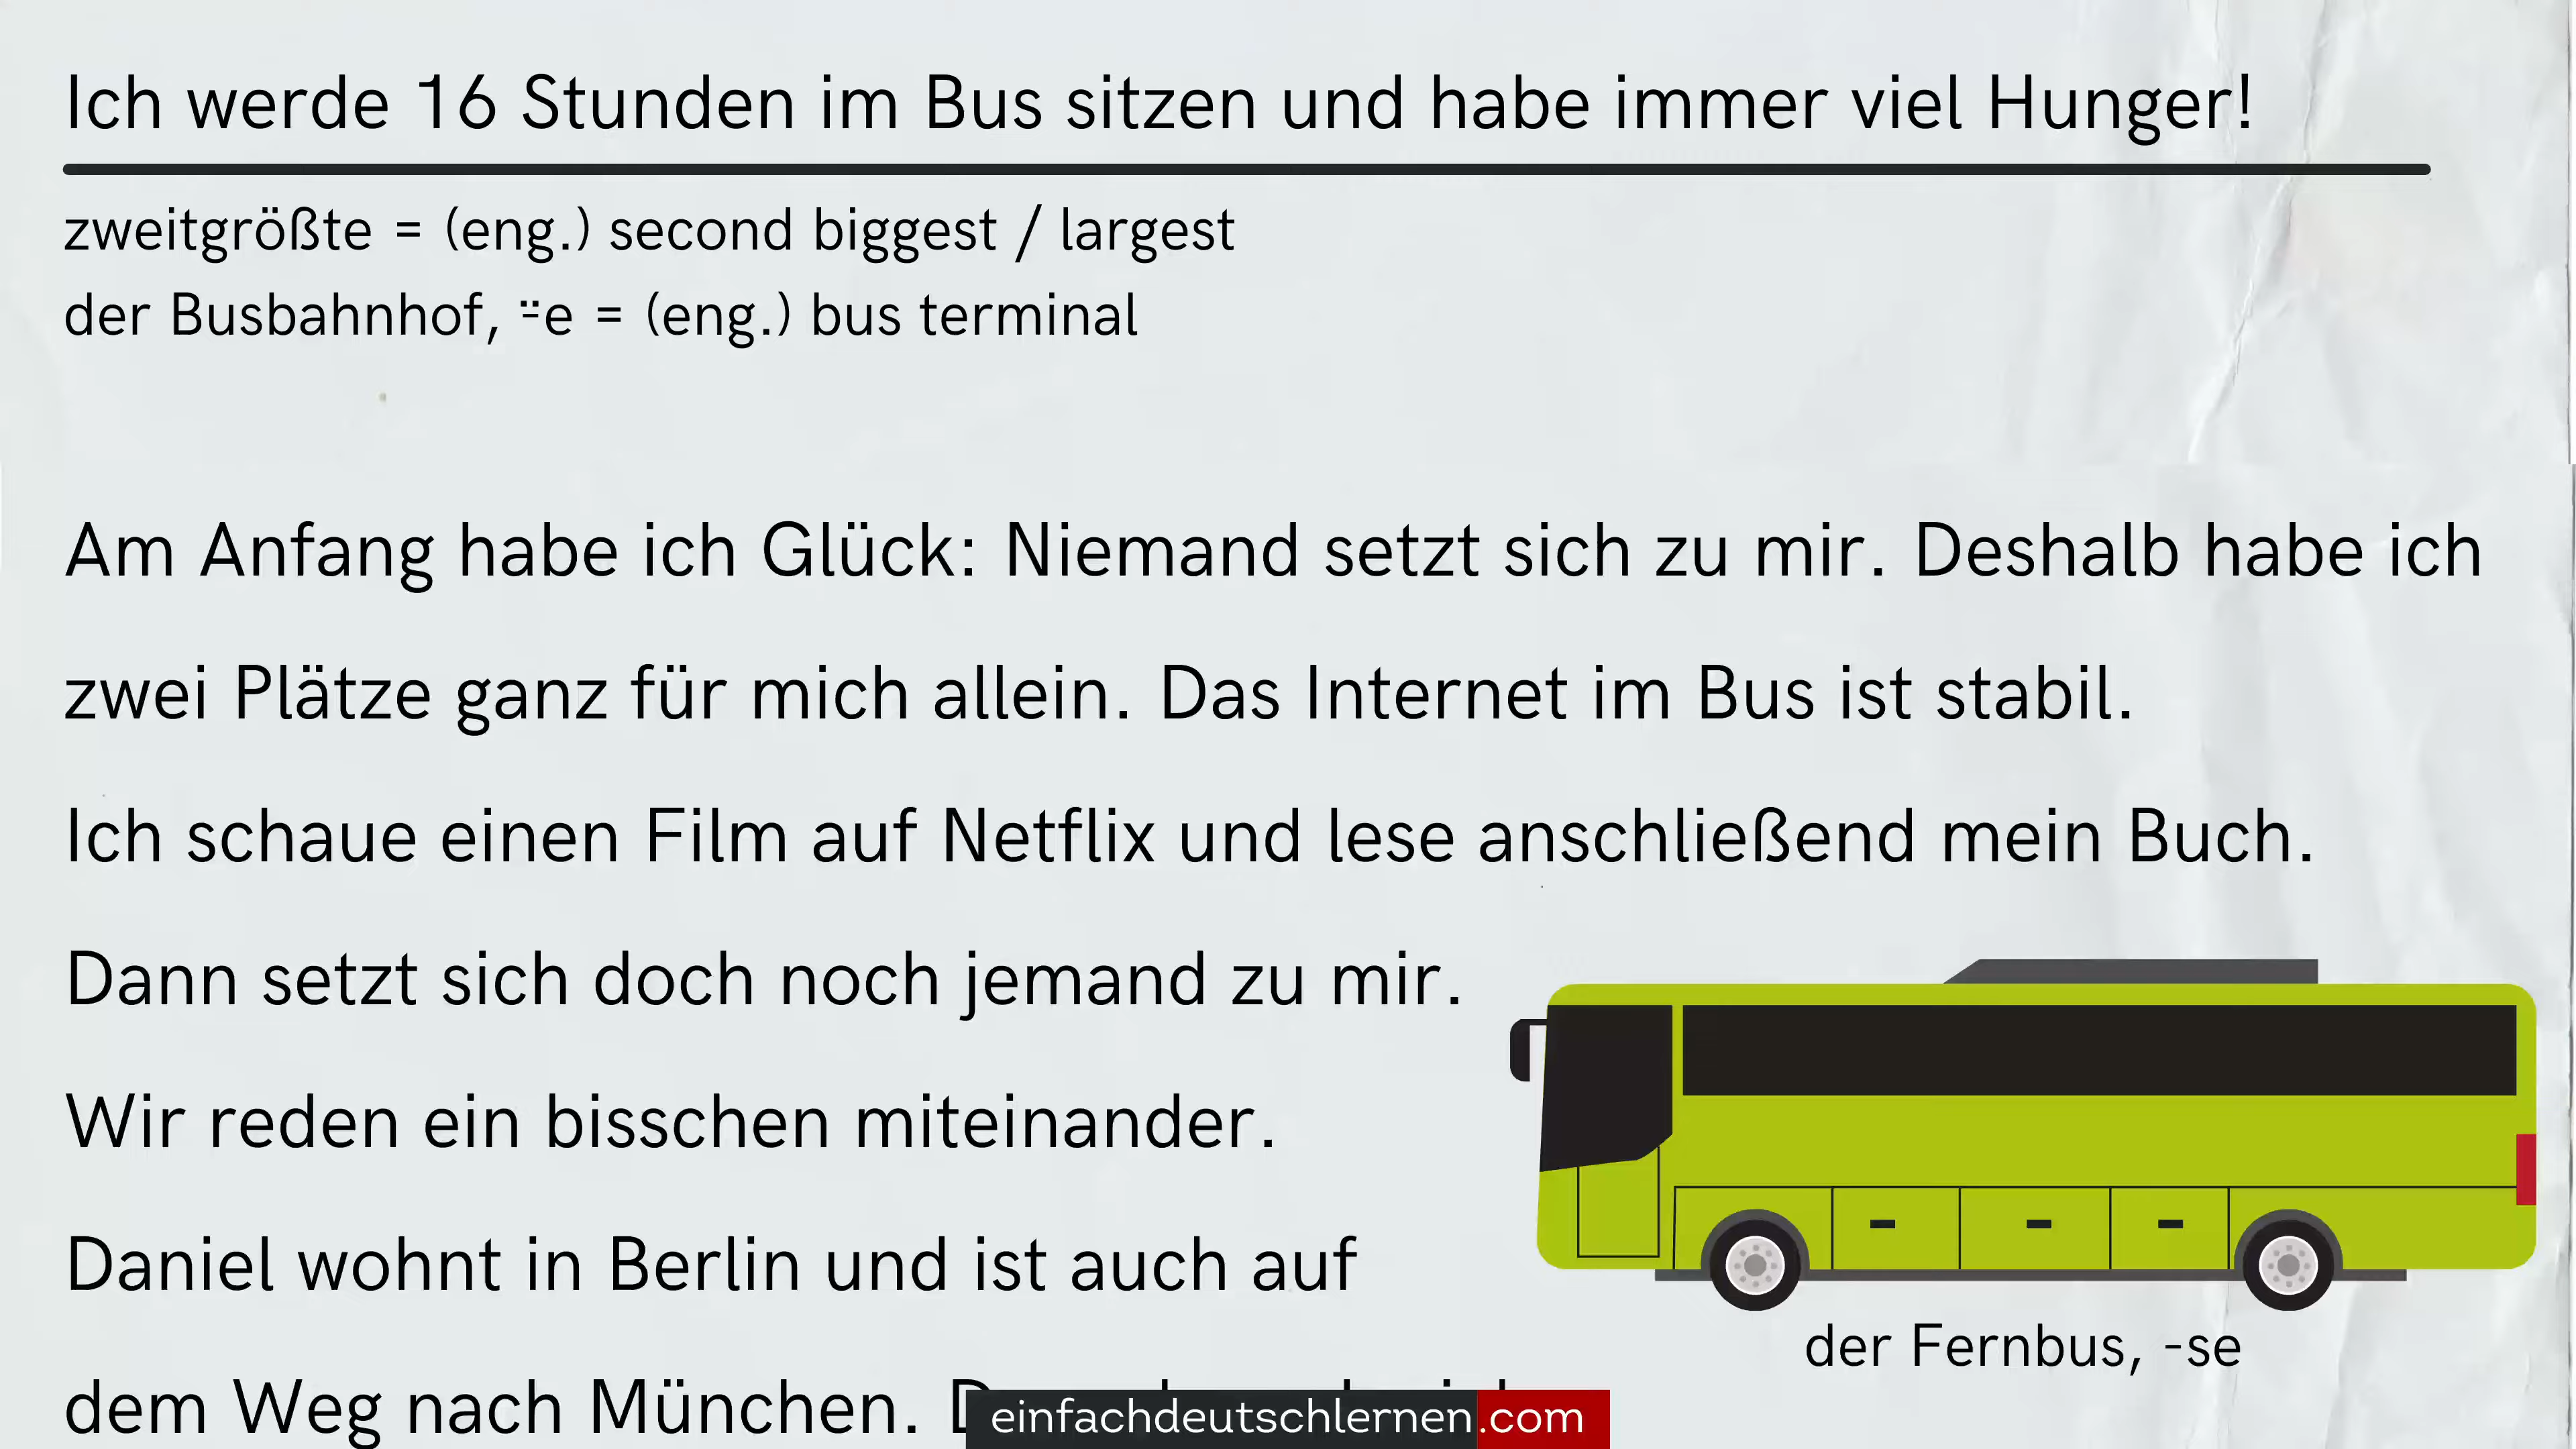 Ich werde 16 Stunden im Bus sitzen und habe immer viel Hunger!
zweitgrößte = (eng.) second biggest / largest
der Busbahnhof, ⸚e = (eng.) bus terminal
Am Anfang habe ich Glück: Niemand setzt sich zu mir. Deshalb habe ich
zwei Plätze ganz für mich allein. Das Internet im Bus ist stabil.
Ich schaue einen Film auf Netflix und lese anschließend mein Buch.
Dann setzt sich doch noch jemand zu mir.
Wir reden ein bisschen miteinander.
Daniel wohnt in Berlin und ist auch auf
dem Weg nach München.
der Fernbus, -se
einfachdeutschlernen.com